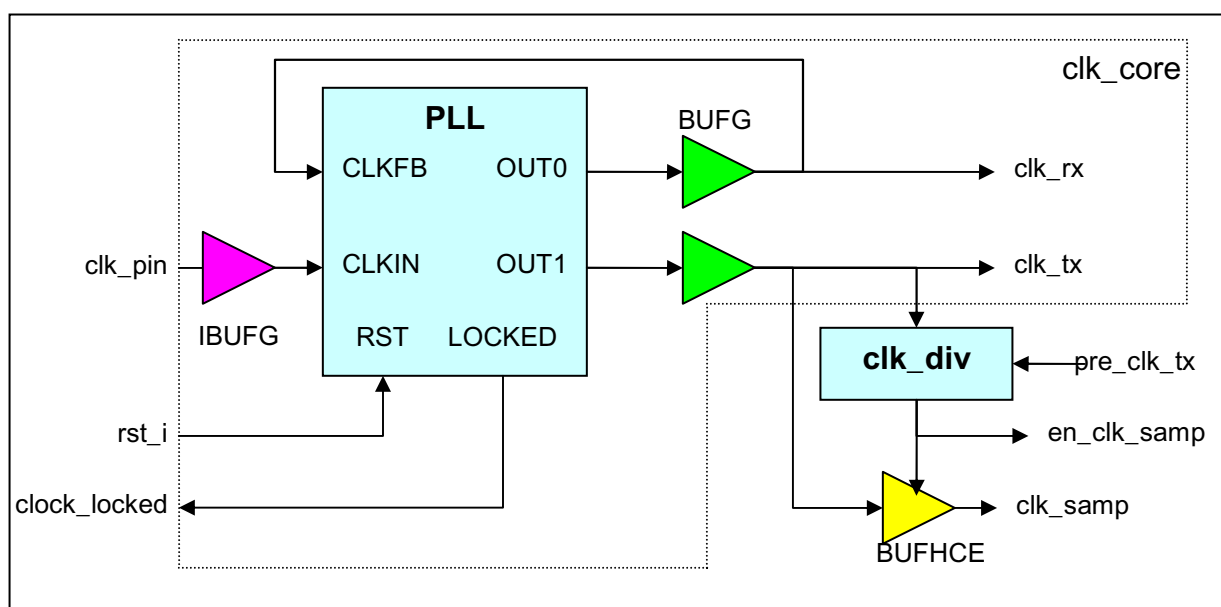 clk_core
PLL
BUFG
CLKFB
OUT0
clk_rx
clk_pin
CLKIN
OUT1
clk_tx
IBUFG
RST
LOCKED
clk_div
pre_clk_tx
rst_i
en_clk_samp
clock_locked
clk_samp
BUFHCE